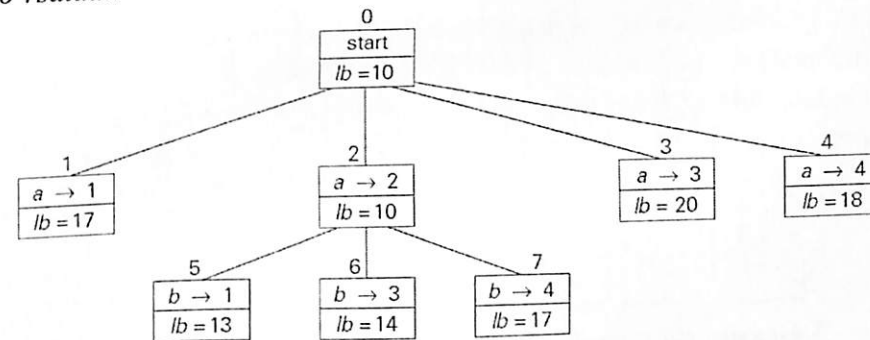 0
start
lb = 10
1
2
3
4
a → 1
a → 2
a → 3
a → 4
lb = 17
lb = 10
lb = 20
lb = 18
5
6
7
b → 1
b → 3
b → 4
lb = 13
lb = 14
lb = 17